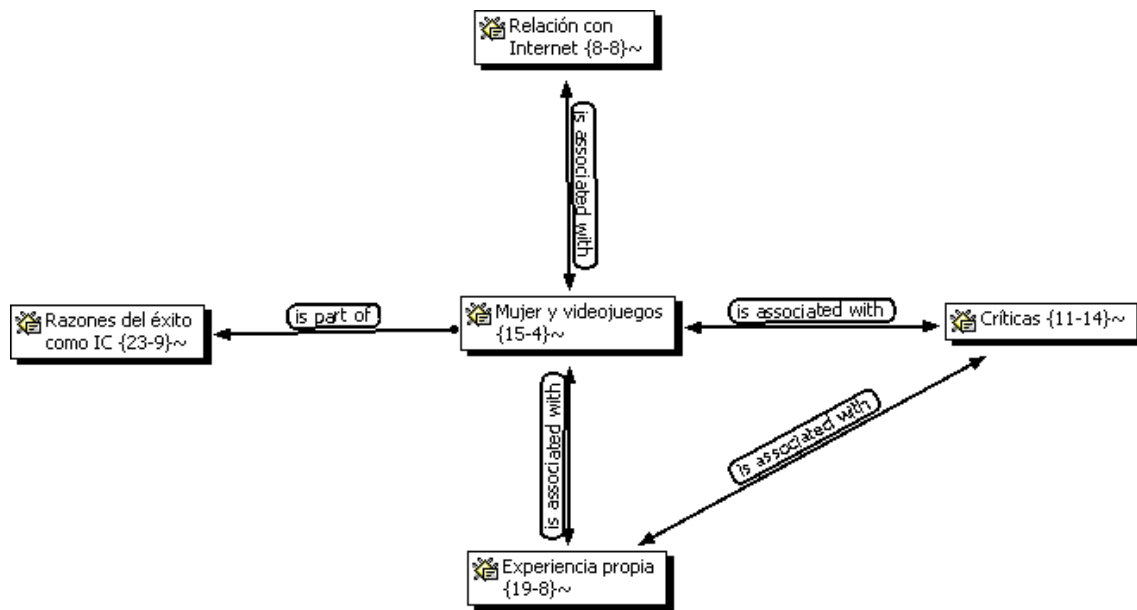 Relación con
Internet {8-8}~
is associated with
Razones del éxito
como IC {23-9}~
is part of
Mujer y videojuegos
{15-4}~
is associated with
Críticas {11-14}~
is associated with
is associated with
Experiencia propia
{19-8}~